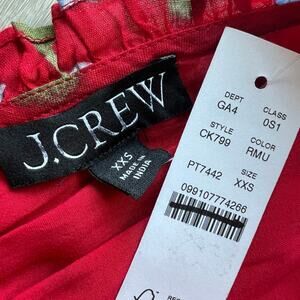 J.CREW
XXS
MADE IN
INDIA
DEPT CLASS
GA4 0S1
STYLE COLOR
CK799 RMU
PT7442 SIZE
XXS
099107774266